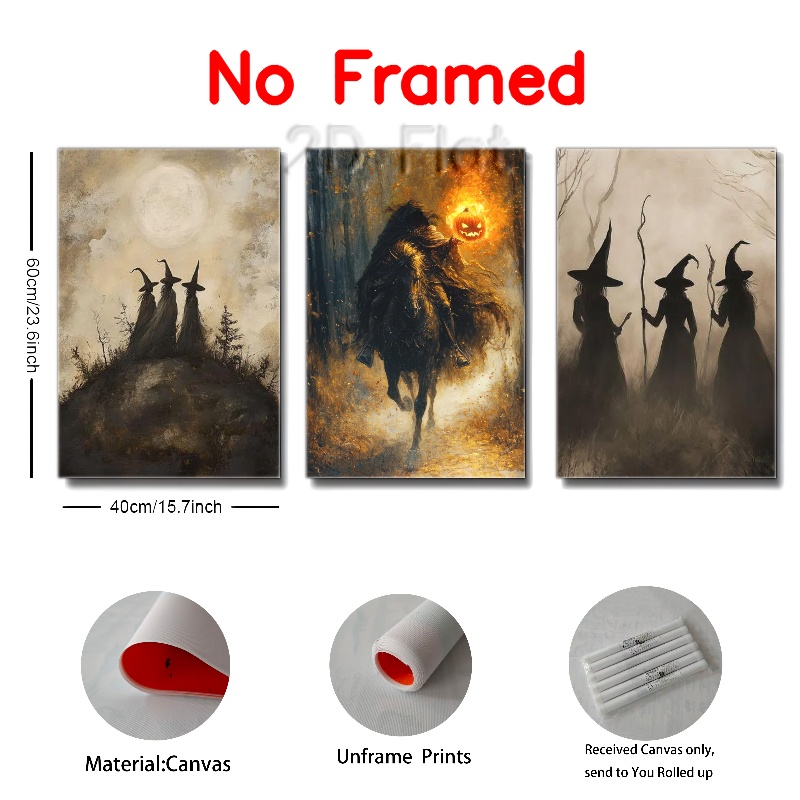 No Framed
2D Flat
60cm/23.6inch
40cm/15.7inch
Material:Canvas
Unframe Prints
Received Canvas only,
send to You Rolled up